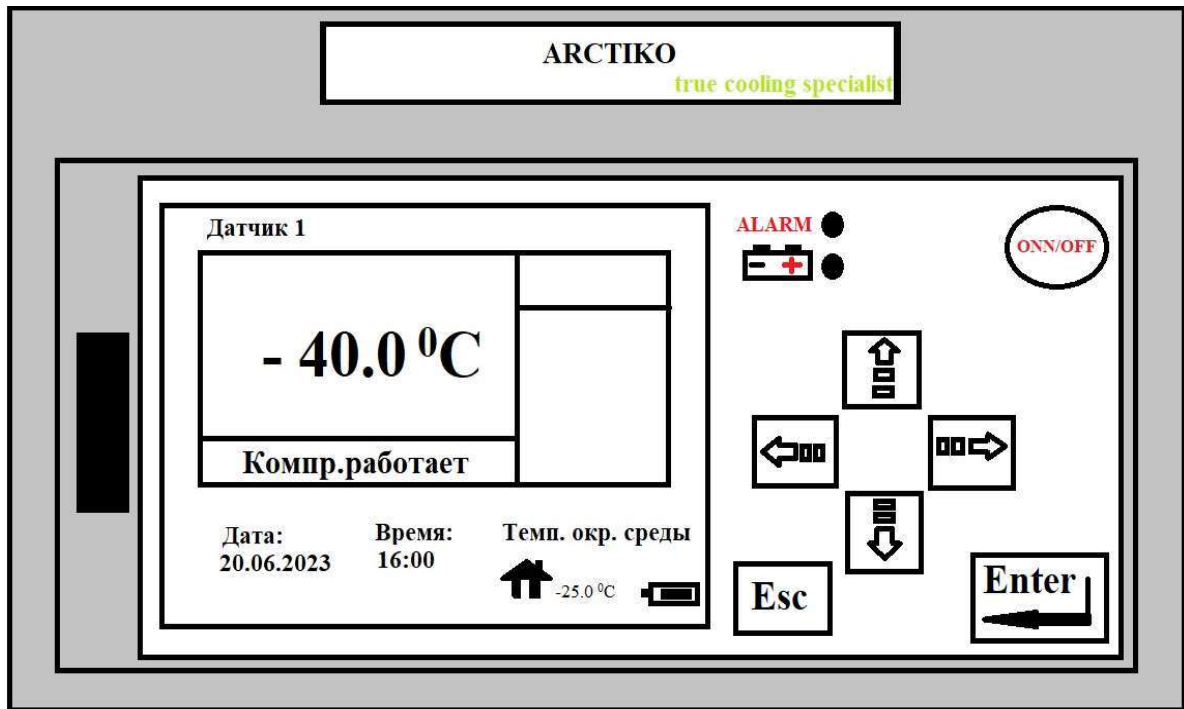 ARCTIKO
true cooling specialist
Датчик 1
- 40.0 ⁰C
Компр.работает
Дата:
20.06.2023
Время:
16:00
Темп. окр. среды
-25.0 ⁰C
ALARM
- +
ONN/OFF
Esc
Enter